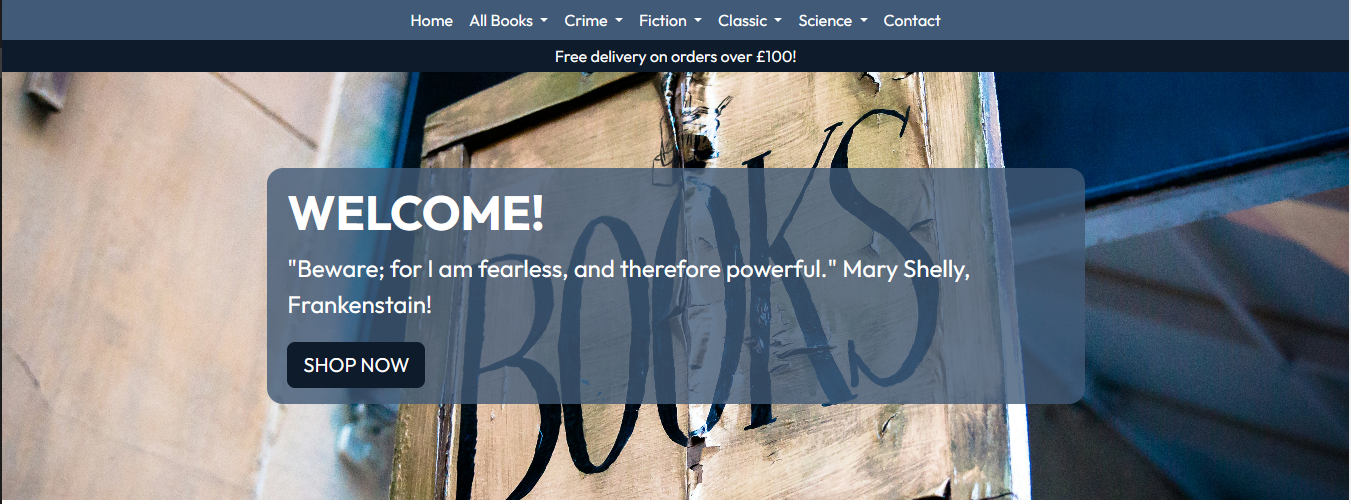 Home All Books Crime Fiction Classic Science Contact
Free delivery on orders over £100!
BOOKS
WELCOME!
"Beware; for I am fearless, and therefore powerful." Mary Shelly,
Frankenstain!
SHOP NOW